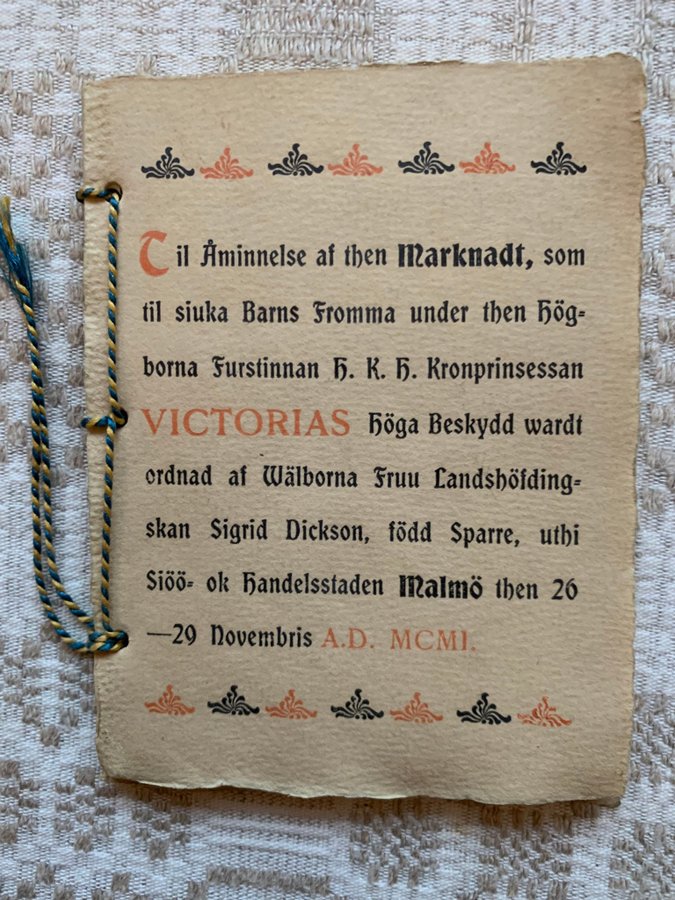 Til Åminnelse af then Marknadt, som
til siuka Barns Fromma under then Hög-
borna Furstinnan H. K. H. Kronprinsessan
VICTORIAS Höga Beskydd wardt
ordnad af Wälborna Fruu Landshöfding-
skan Sigrid Dickson, född Sparre, uthi
Siöö- ok Handelsstaden Malmö then 26
—29 Novembris A.D. MCMI.